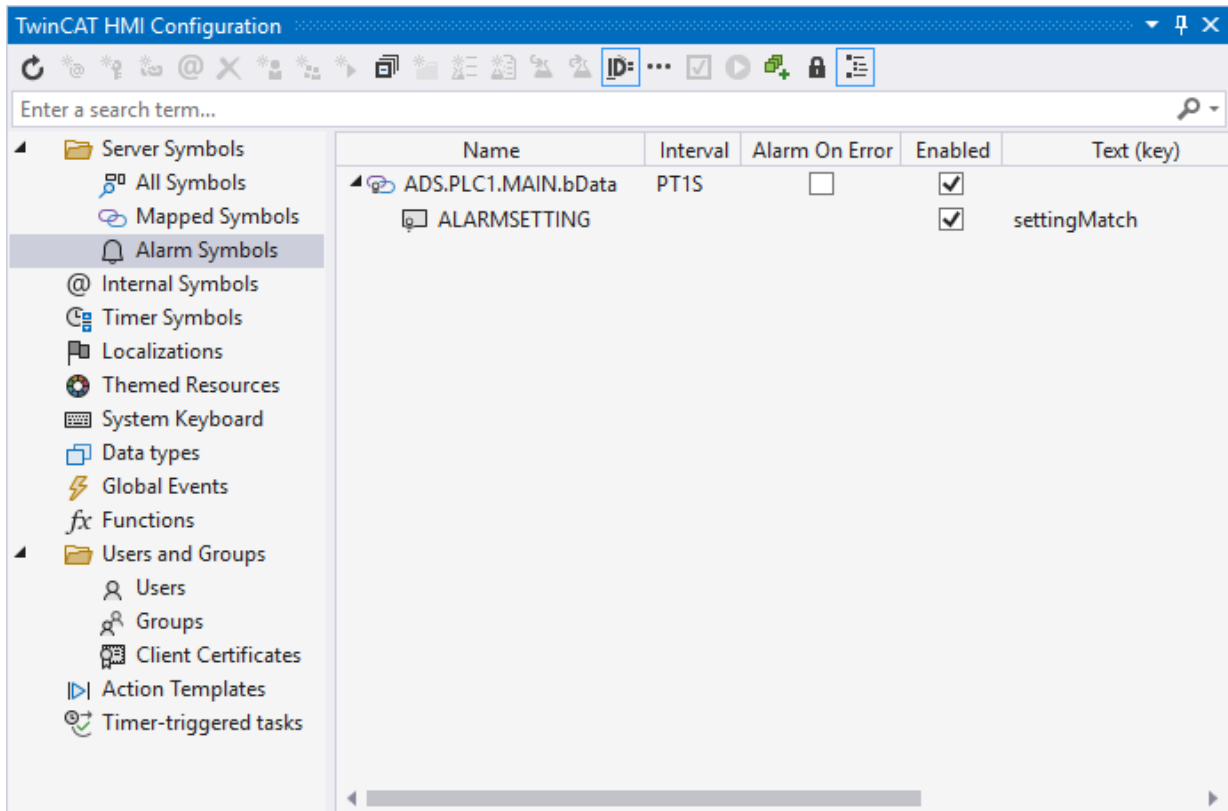 TwinCAT HMI Configuration
ID:
Enter a search term...
Server Symbols
All Symbols
Mapped Symbols
Alarm Symbols
@ Internal Symbols
Timer Symbols
Localizations
Themed Resources
System Keyboard
Data types
Global Events
fx Functions
Users and Groups
Users
Groups
Client Certificates
Action Templates
Timer-triggered tasks
Name Interval Alarm On Error Enabled Text (key)
ADS.PLC1.MAIN.bData PT1S
ALARMSETTING settingMatch